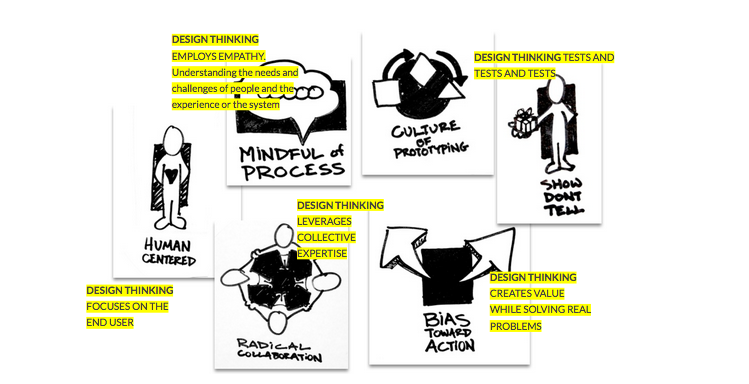 DESIGN THINKING
EMPLOYS EMPATHY.
Understanding the needs and
challenges of people and the
experience or the system
MINDFUL of
PROCESS
CULTURE
OF
PROTOTYPING
DESIGN THINKING TESTS AND
TESTS AND TESTS
SHOW
DONT
TELL
HUMAN
CENTERED
DESIGN THINKING
FOCUSES ON THE
END USER
DESIGN THINKING
LEVERAGES
COLLECTIVE
EXPERTISE
RADICAL
COLLABORATION
BIAS
TOWARD
ACTION
DESIGN THINKING
CREATES VALUE
WHILE SOLVING REAL
PROBLEMS